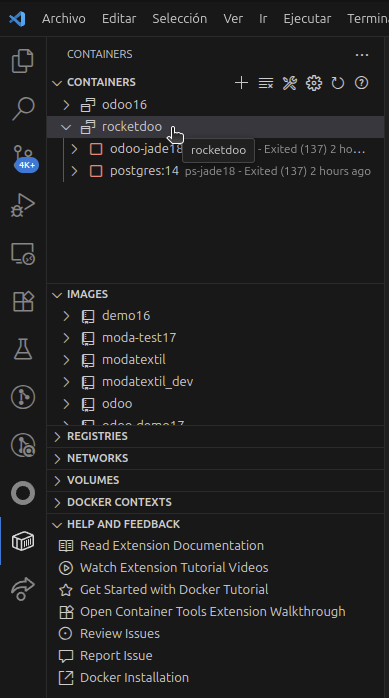 Archivo Editar Selección Ver Ir Ejecutar Termina
CONTAINERS
CONTAINERS
odoo16
rocketdoo
odoo-jade18 - Exited (137) 2 ho...
rocketdoo
postgres:14 ps-jade18 - Exited (137) 2 hours ago
4K+
IMAGES
demo16
moda-test17
modatextil
modatextil_dev
odoo
odoo-demo17
REGISTRIES
NETWORKS
VOLUMES
DOCKER CONTEXTS
HELP AND FEEDBACK
Read Extension Documentation
Watch Extension Tutorial Videos
Get Started with Docker Tutorial
Open Container Tools Extension Walkthrough
Review Issues
Report Issue
Docker Installation